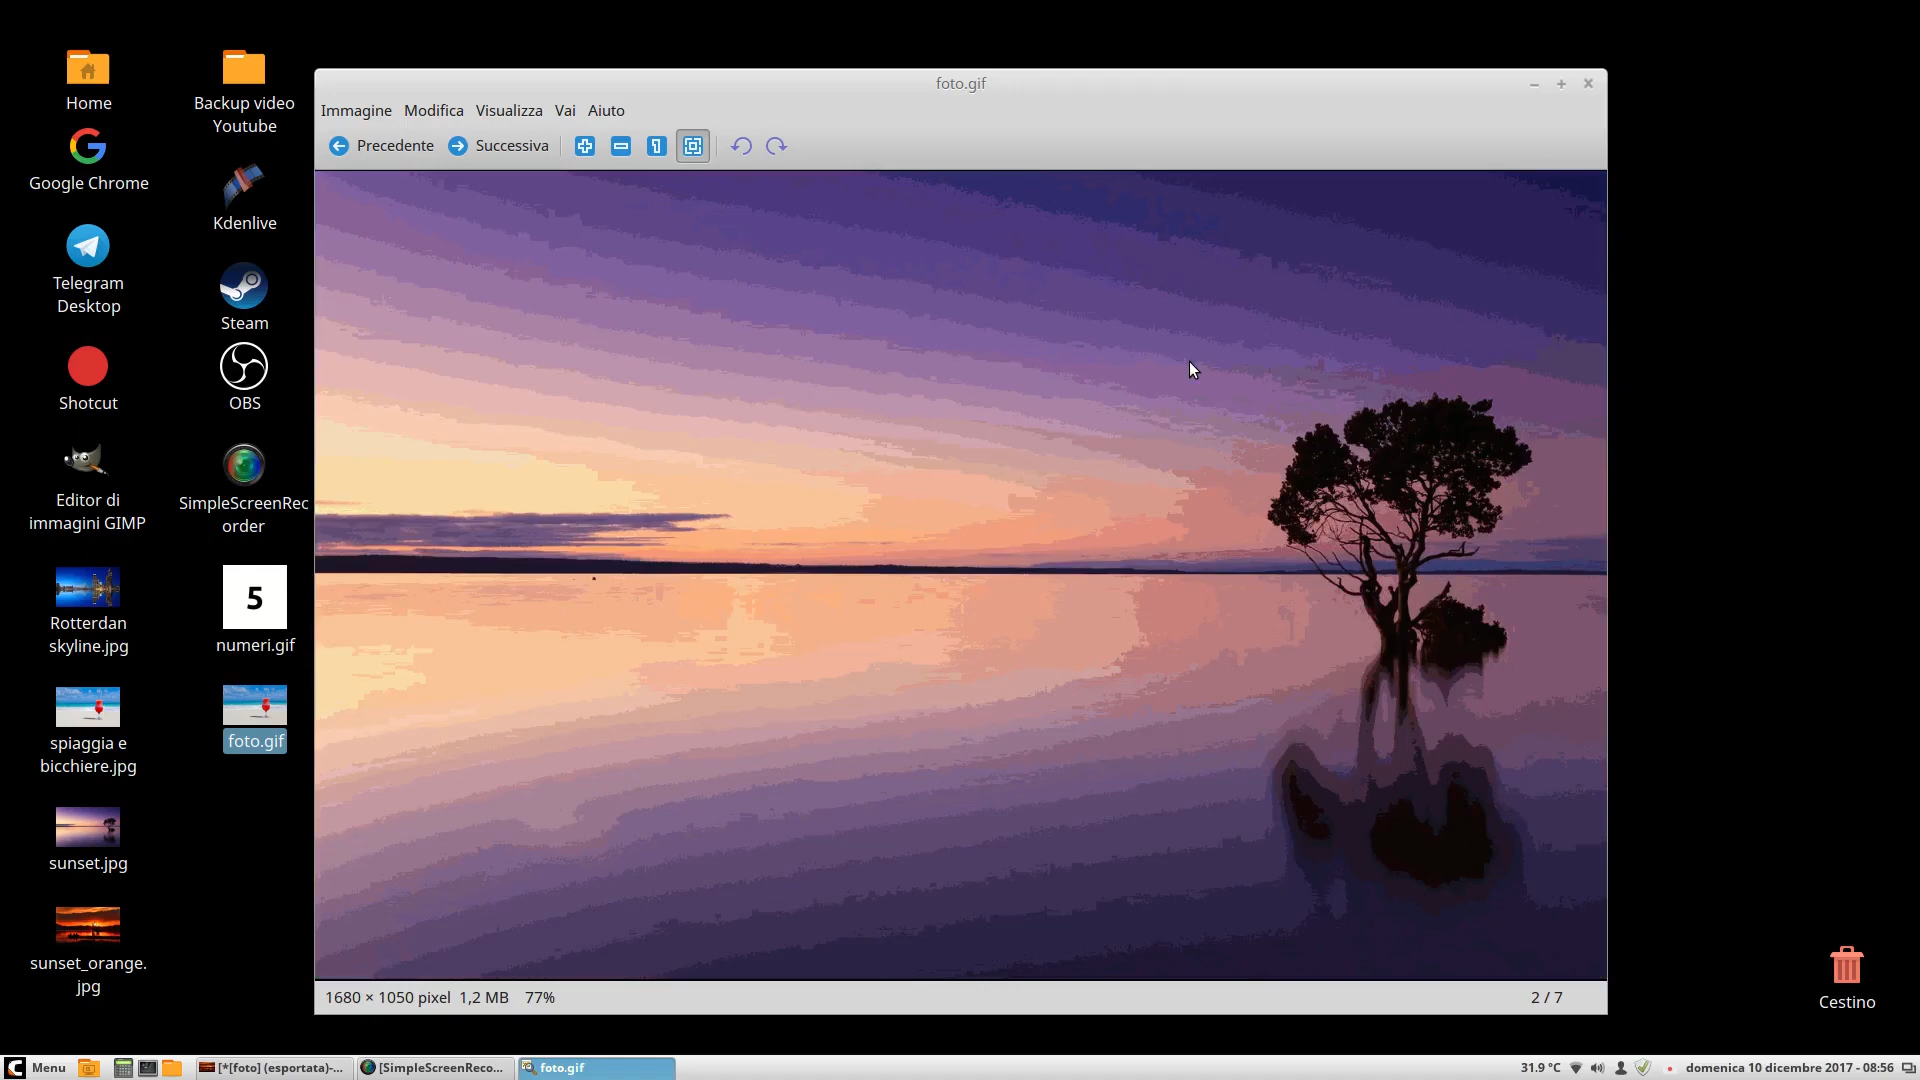 Home
Google Chrome
Telegram
Desktop
Shotcut
Editor di
immagini GIMP
Rotterdan
skyline.jpg
spiaggia e
bicchiere.jpg
sunset.jpg
sunset_orange.
jpg
Backup video
Youtube
Kdenlive
Steam
OBS
SimpleScreenRec
order
5
numeri.gif
foto.gif
foto.gif
Immagine Modifica Visualizza Vai Aiuto
Precedente Successiva
1680 × 1050 pixel 1,2 MB 77% 2 / 7
Cestino
Menu [*[foto] (esportata)-... [SimpleScreenReco... foto.gif 31.9 °C domenica 10 dicembre 2017 - 08:56